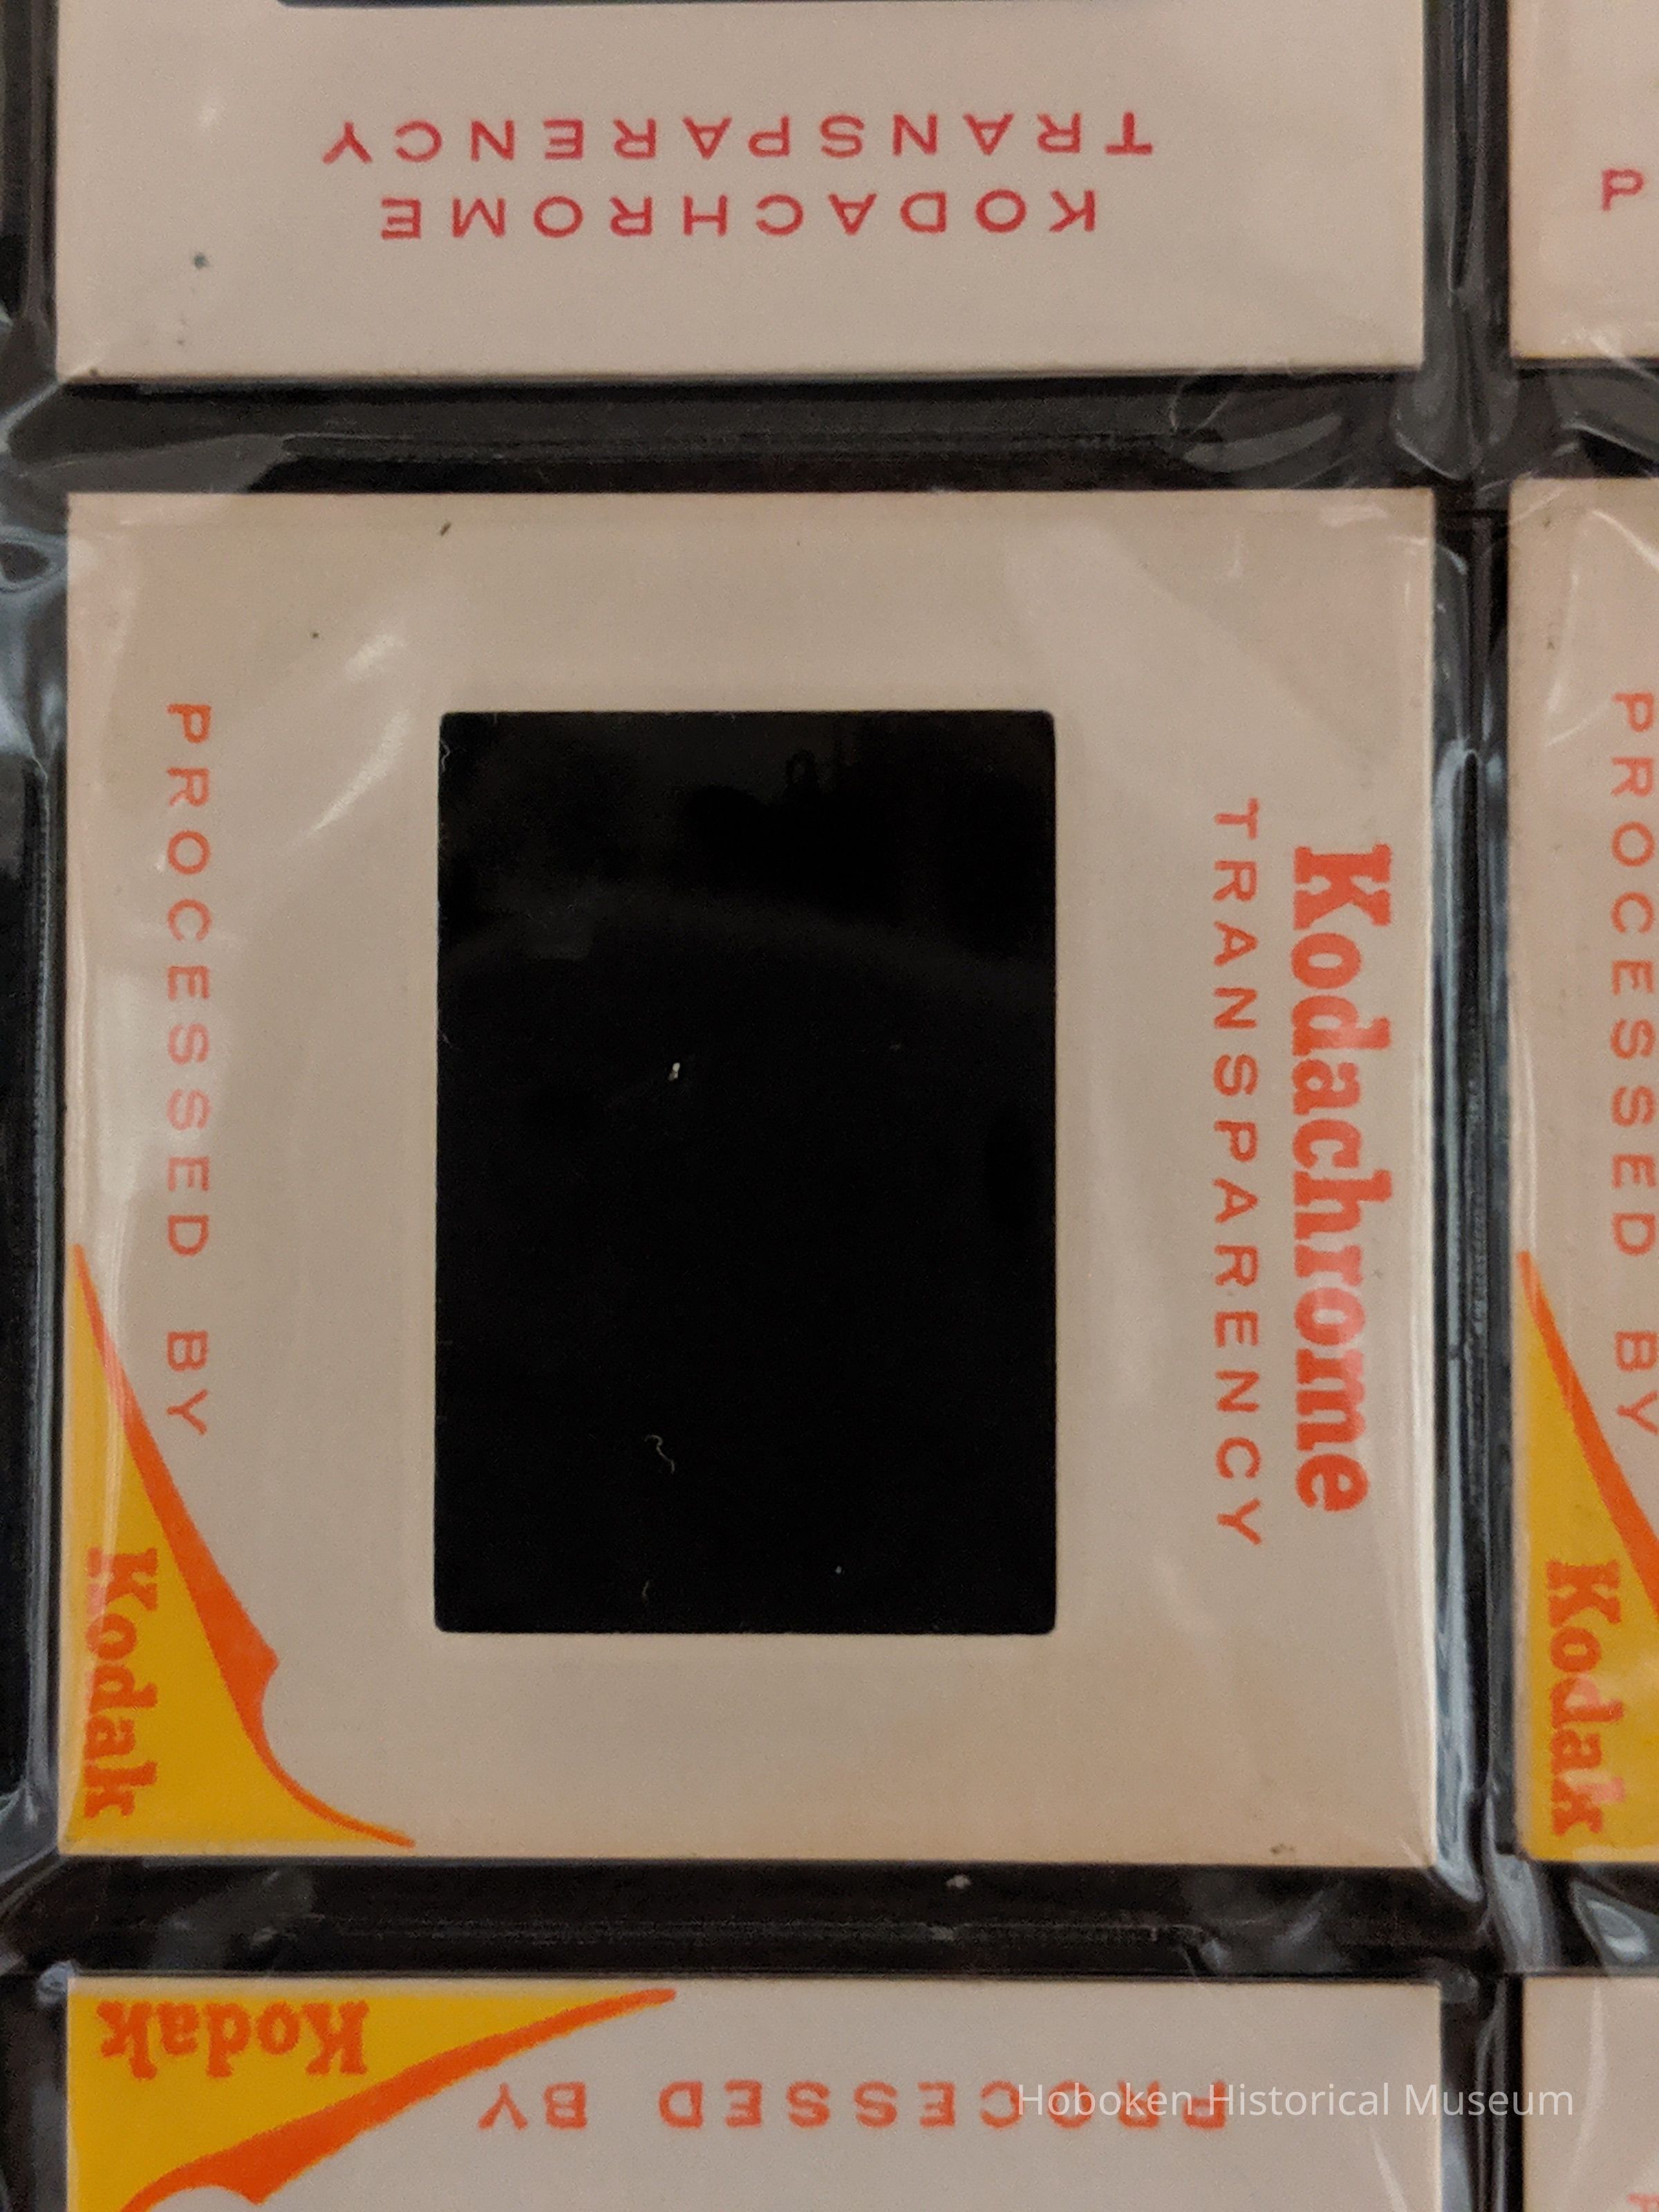 KODACHROME
TRANSPARENCY
Kodachrome
TRANSPARENCY
PROCESSED BY
Kodak
PROCESSED BY
Kodak
PROCESSED BY
Kodak
Hoboken Historical Museum